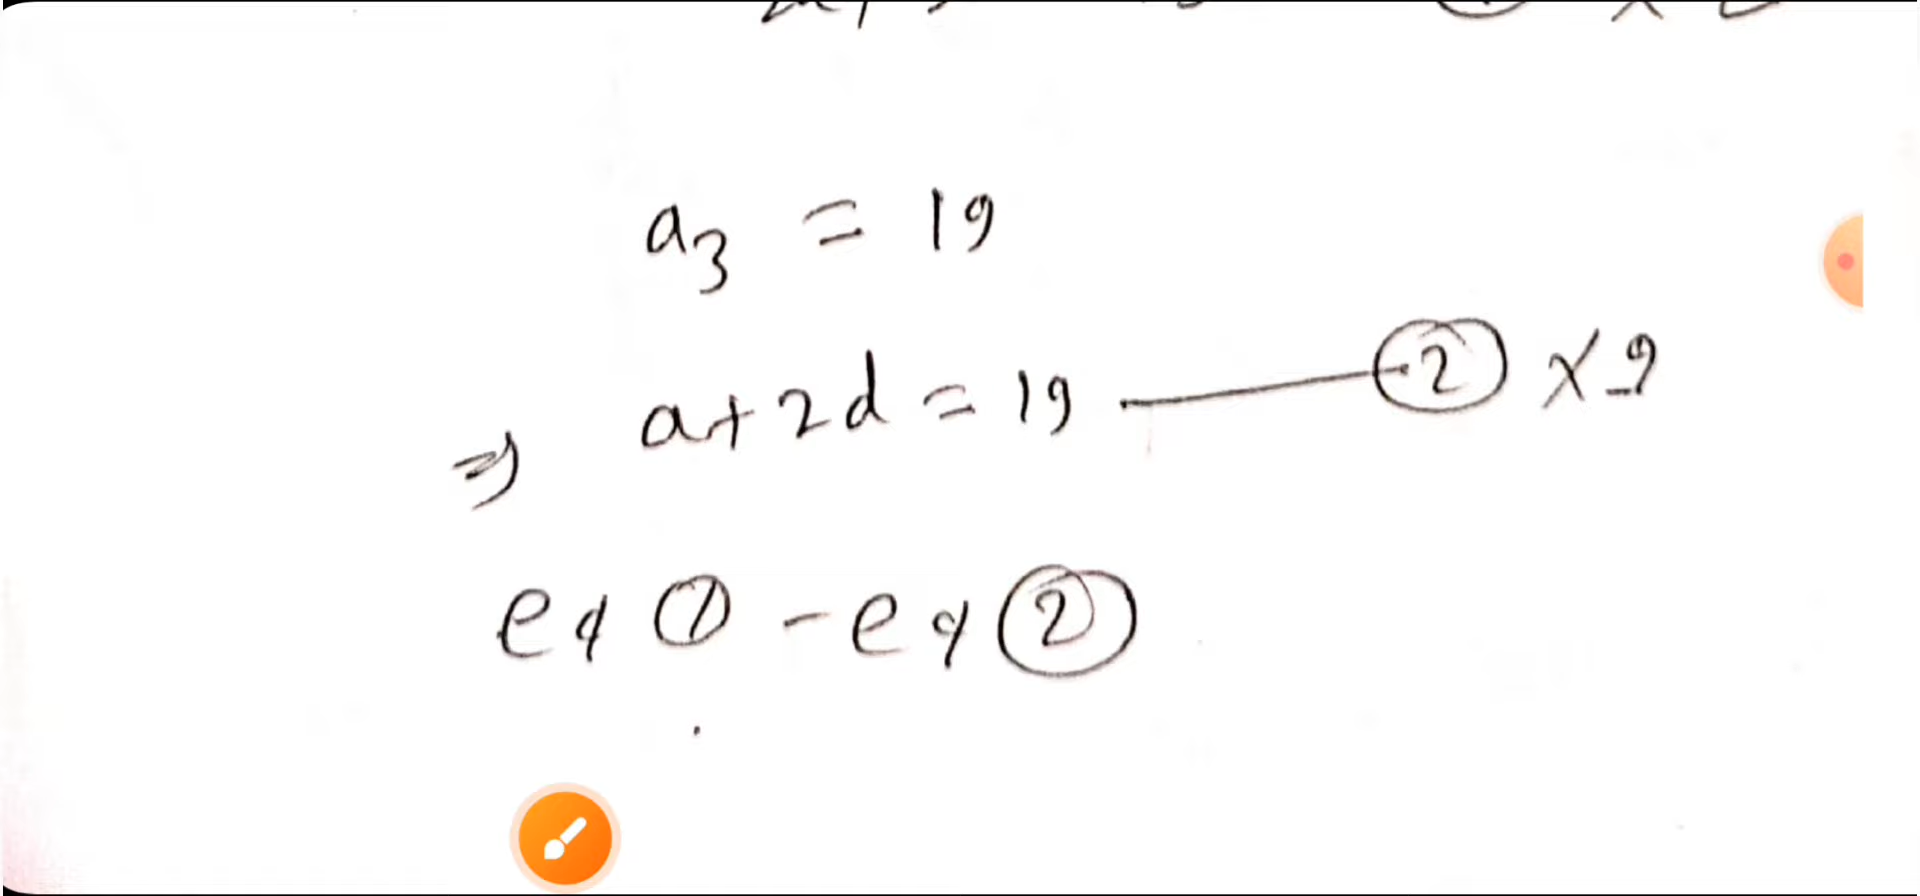 a₃ = 19
⇒ a+2d = 19 —— ② × 9
eq ① - eq ②